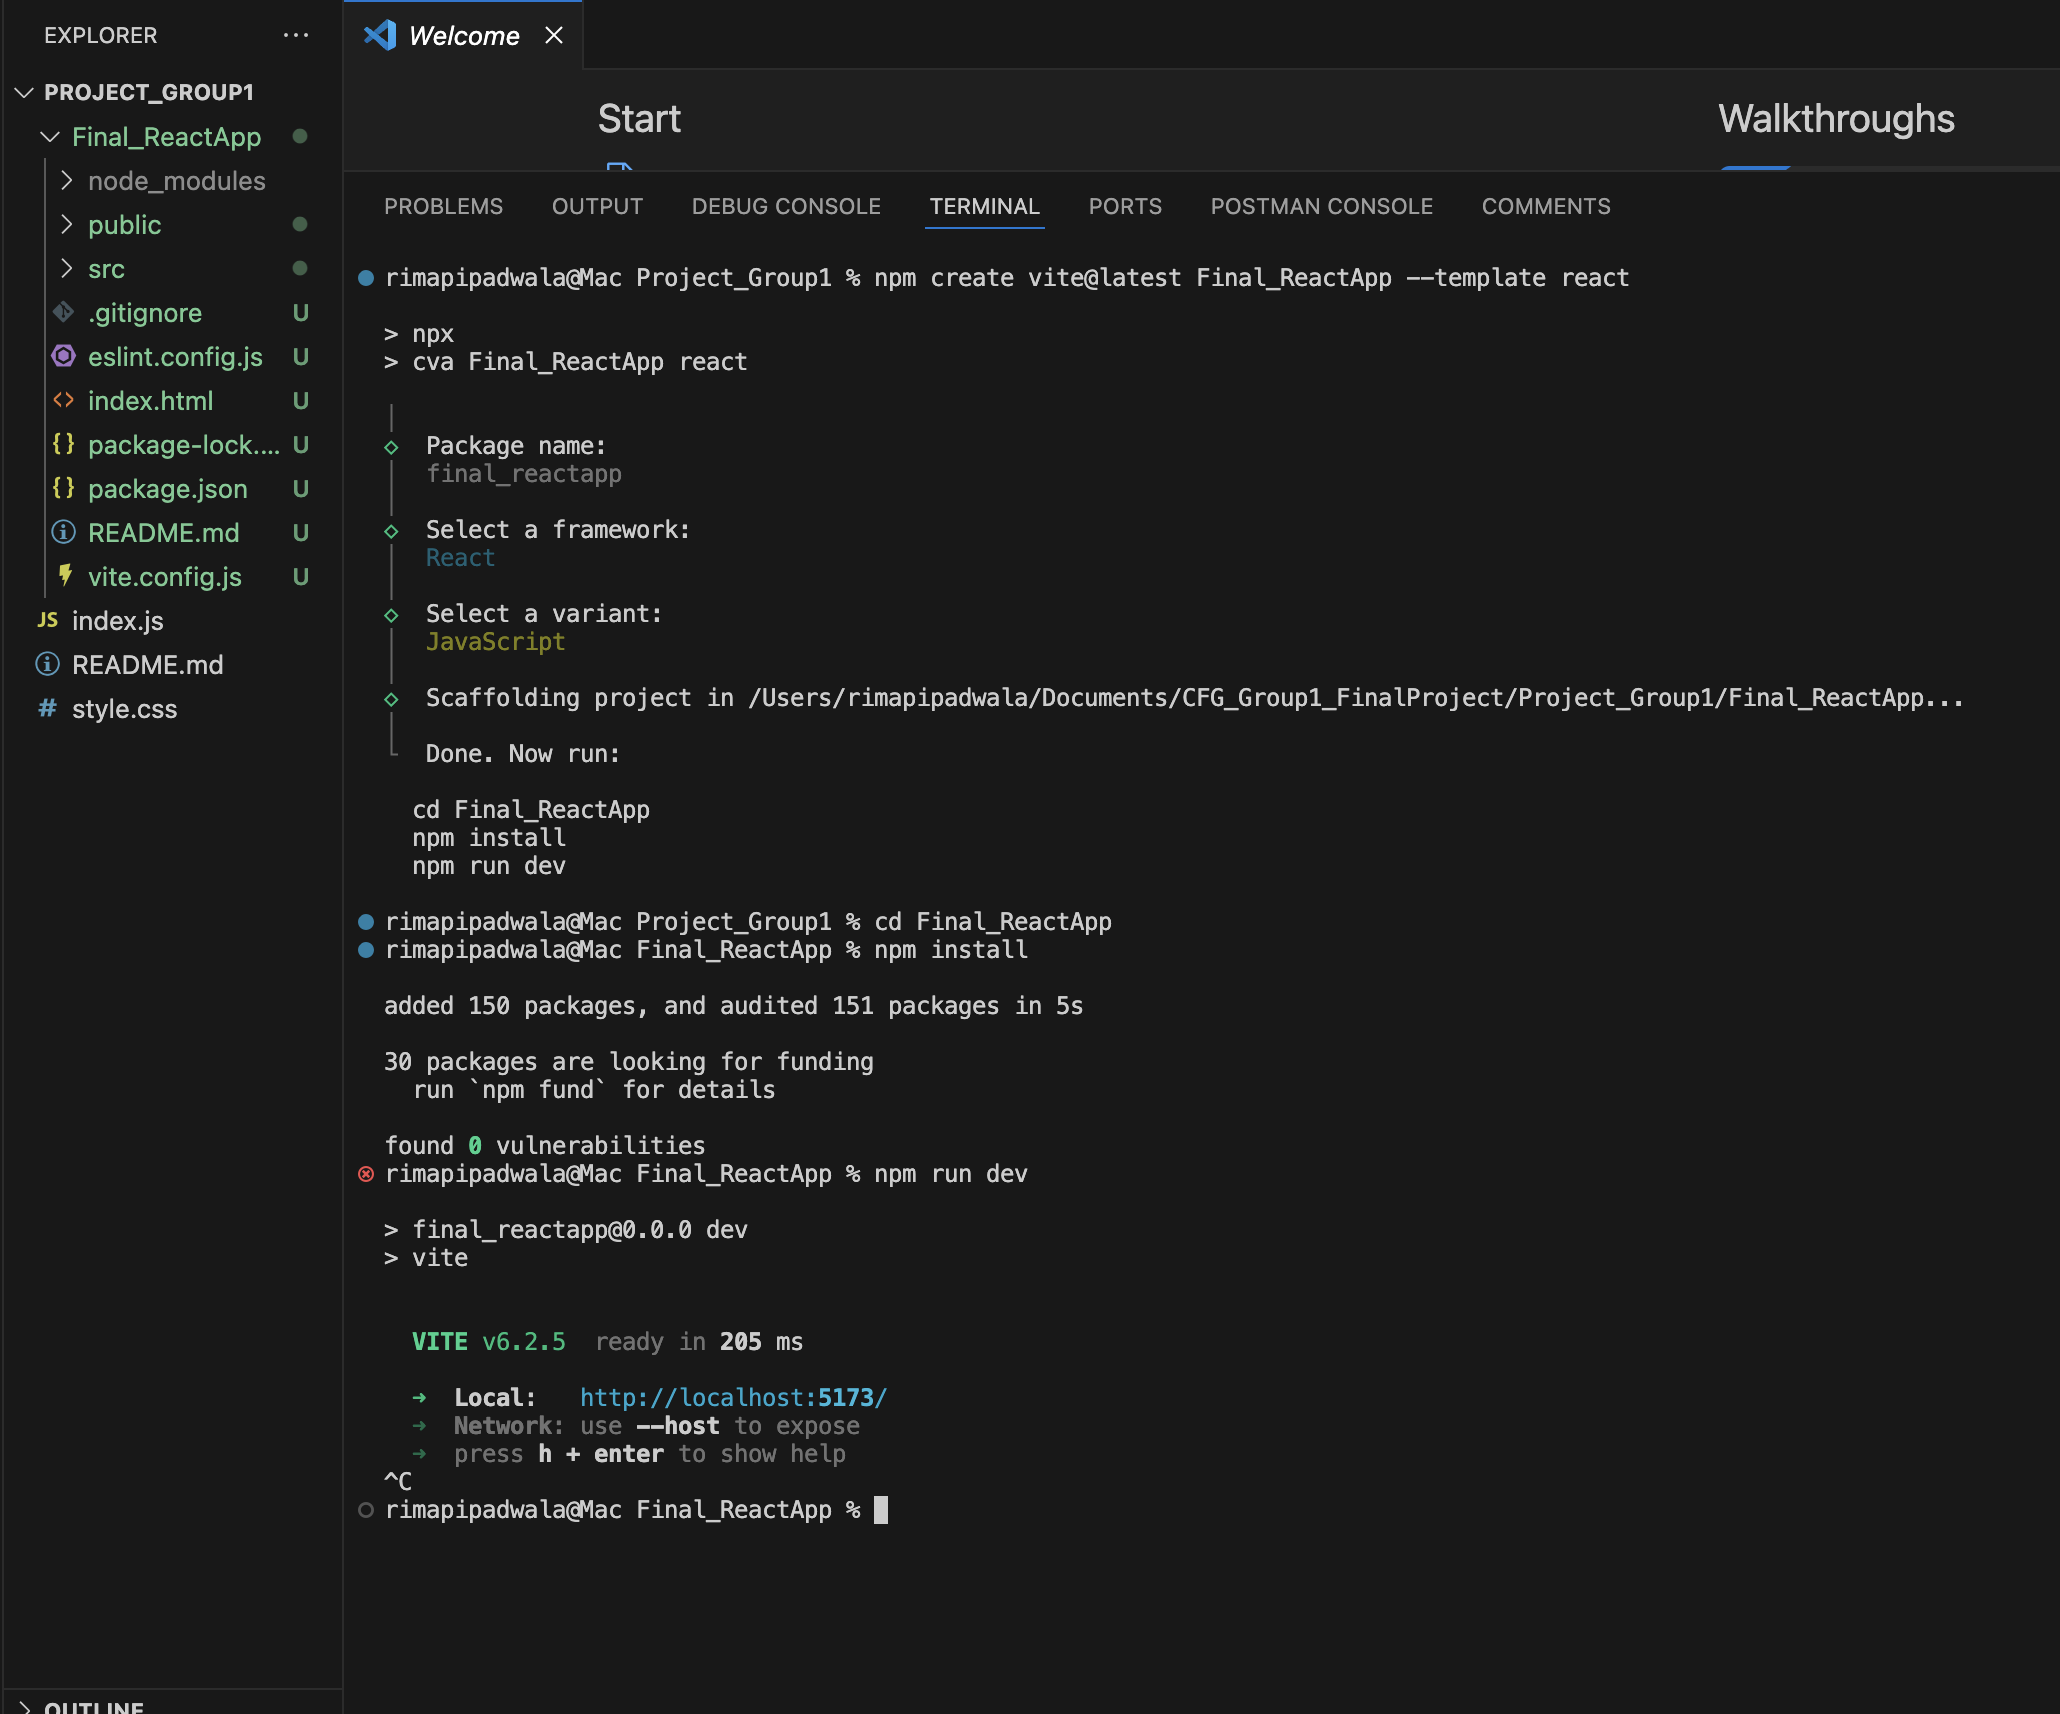 EXPLORER ...
PROJECT_GROUP1
Final_ReactApp
node_modules
public
src
.gitignore U
eslint.config.js U
index.html U
package-lock.... U
package.json U
README.md U
vite.config.js U
JS index.js
README.md
# style.css
OUTLINE
Welcome
Start
Walkthroughs
PROBLEMS OUTPUT DEBUG CONSOLE TERMINAL PORTS POSTMAN CONSOLE COMMENTS
rimapipadwala@Mac Project_Group1 % npm create vite@latest Final_ReactApp --template react
> npx
> cva Final_ReactApp react
Package name:
final_reactapp
Select a framework:
React
Select a variant:
JavaScript
Scaffolding project in /Users/rimapipadwala/Documents/CFG_Group1_FinalProject/Project_Group1/Final_ReactApp...
Done. Now run:
cd Final_ReactApp
npm install
npm run dev
rimapipadwala@Mac Project_Group1 % cd Final_ReactApp
rimapipadwala@Mac Final_ReactApp % npm install
added 150 packages, and audited 151 packages in 5s
30 packages are looking for funding
run `npm fund` for details
found 0 vulnerabilities
rimapipadwala@Mac Final_ReactApp % npm run dev
> final_reactapp@0.0.0 dev
> vite
VITE v6.2.5 ready in 205 ms
➜ Local: http://localhost:5173/
➜ Network: use --host to expose
➜ press h + enter to show help
^C
rimapipadwala@Mac Final_ReactApp %